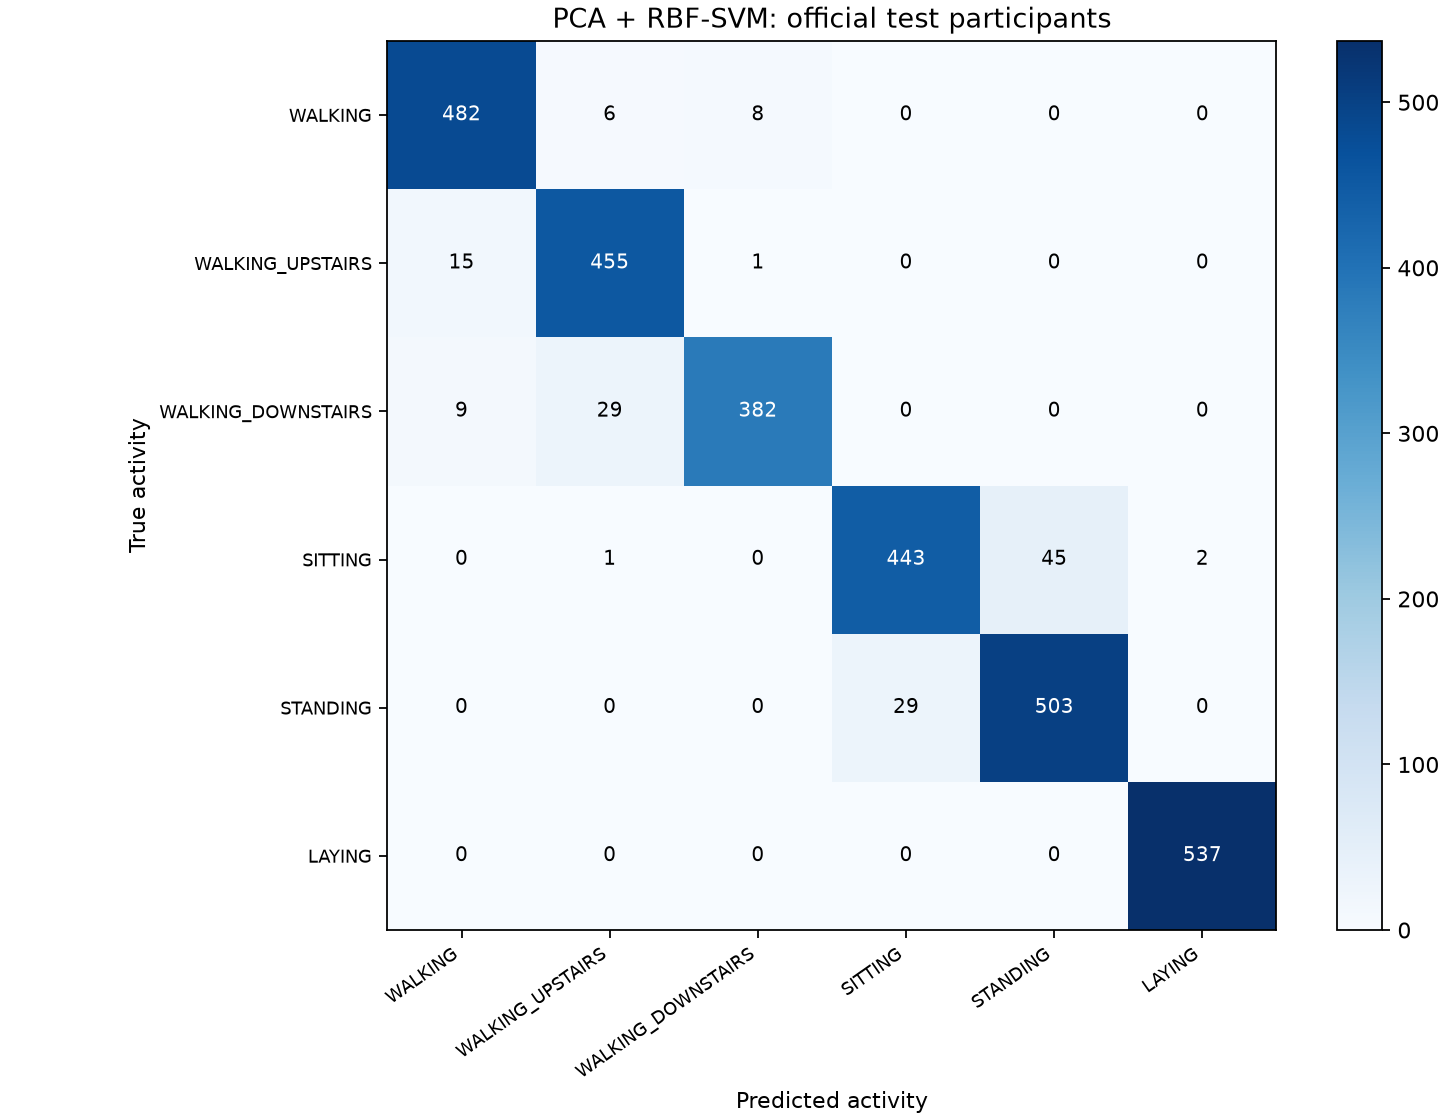 PCA + RBF-SVM: official test participants
WALKING 482 6 8 0 0 0
WALKING_UPSTAIRS 15 455 1 0 0 0
WALKING_DOWNSTAIRS 9 29 382 0 0 0
SITTING 0 1 0 443 45 2
STANDING 0 0 0 29 503 0
LAYING 0 0 0 0 0 537
True activity
WALKING
WALKING_UPSTAIRS
WALKING_DOWNSTAIRS
SITTING
STANDING
LAYING
Predicted activity
500
400
300
200
100
0